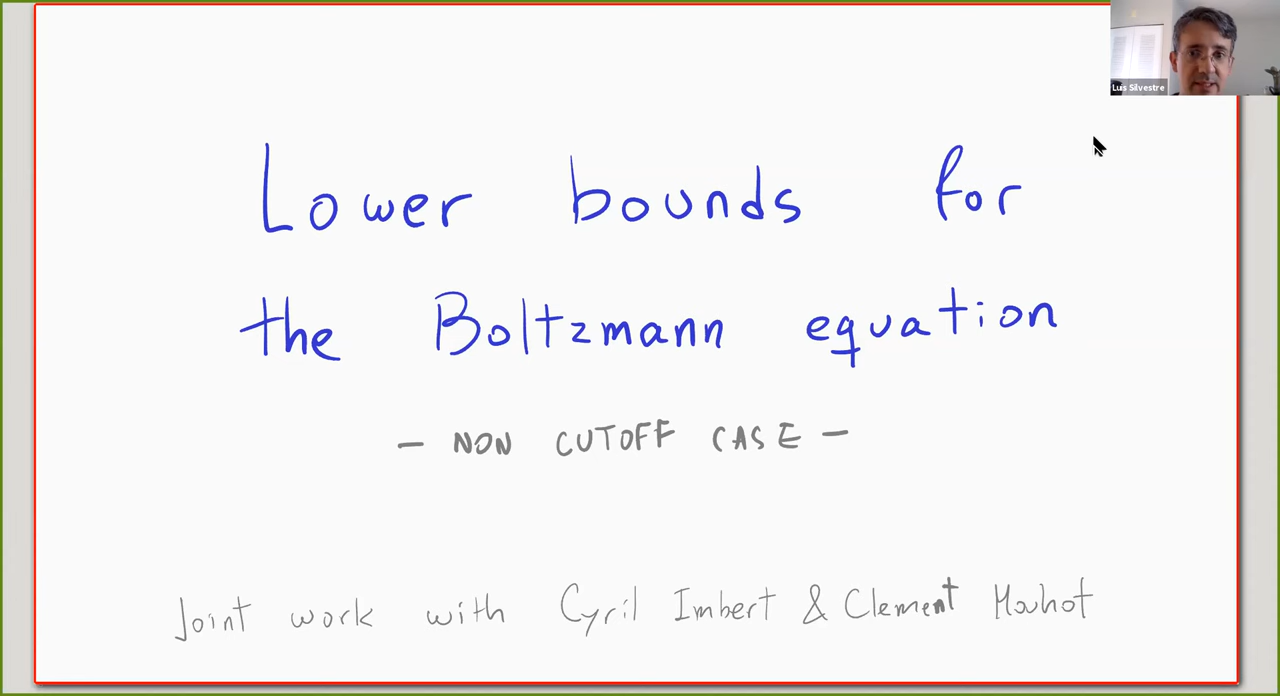 Luis Silvestre
Lower bounds for
the Boltzmann equation
- NON CUTOFF CASE -
Joint work with Cyril Imbert & Clement Mouhot